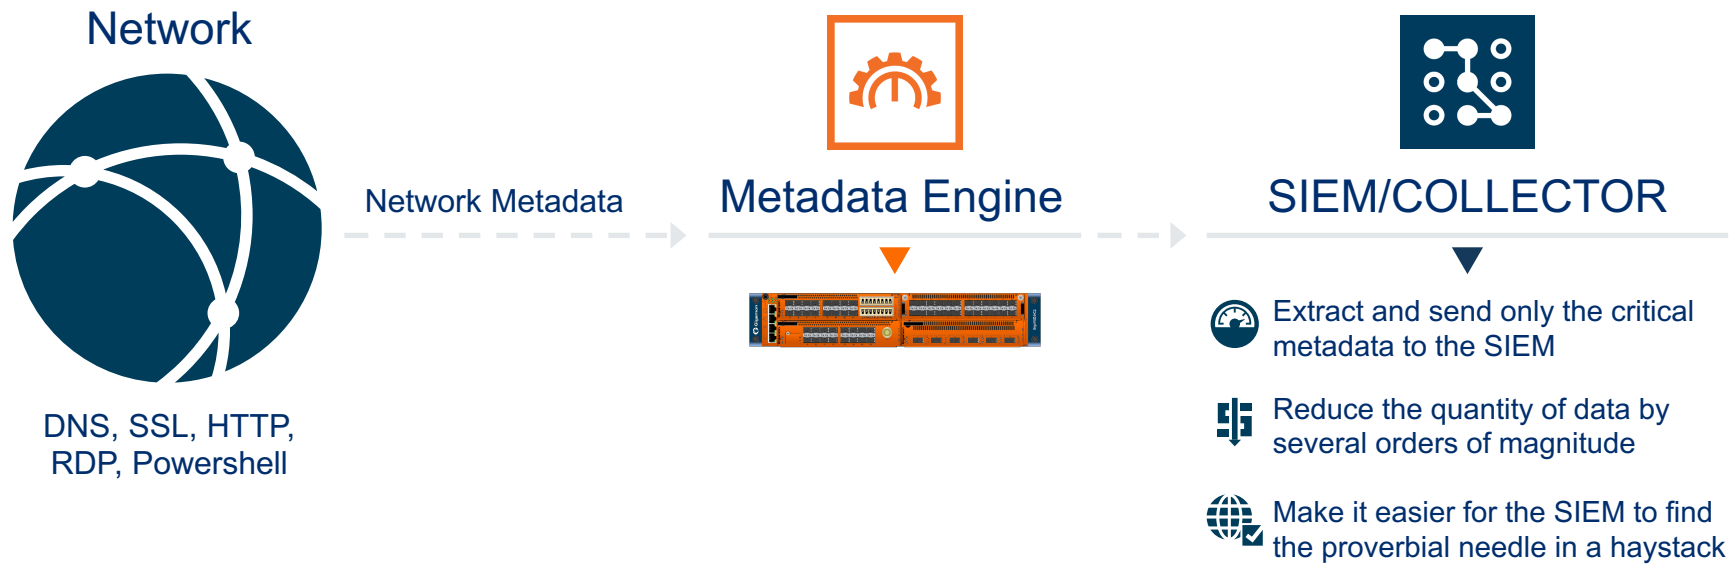 Network
DNS, SSL, HTTP,
RDP, Powershell
Network Metadata
Metadata Engine
Gigamon
SIEM/COLLECTOR
Extract and send only the critical
metadata to the SIEM
Reduce the quantity of data by
several orders of magnitude
Make it easier for the SIEM to find
the proverbial needle in a haystack